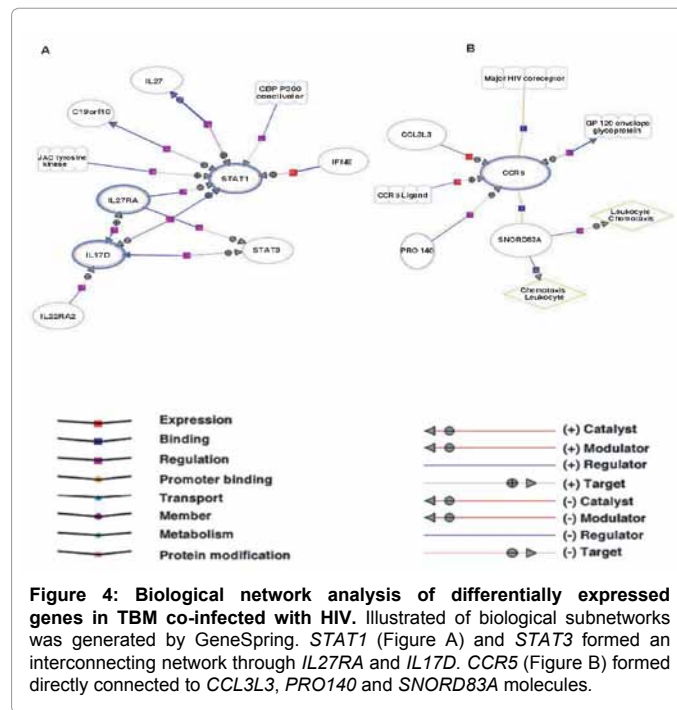 A
B
IL27
CBP P300
coactivator
C19orf10
JAC tyrosine
kinase
STAT1
IFNE
IL27RA
IL17D
STAT3
IL22RA2
Major HIV coreceptor
CCL3L3
GP 120 envelope
glycoprotein
CCR5
CCR5 Ligand
PRO 140
SNORD83A
Leukocyte
Chemotaxis
Chemotaxis
Leukocyte
Expression
Binding
Regulation
Promoter binding
Transport
Member
Metabolism
Protein modification
(+) Catalyst
(+) Modulator
(+) Regulator
(+) Target
(-) Catalyst
(-) Modulator
(-) Regulator
(-) Target
Figure 4: Biological network analysis of differentially expressed
genes in TBM co-infected with HIV. Illustrated of biological subnetworks
was generated by GeneSpring. STAT1 (Figure A) and STAT3 formed an
interconnecting network through IL27RA and IL17D. CCR5 (Figure B) formed
directly connected to CCL3L3, PRO140 and SNORD83A molecules.